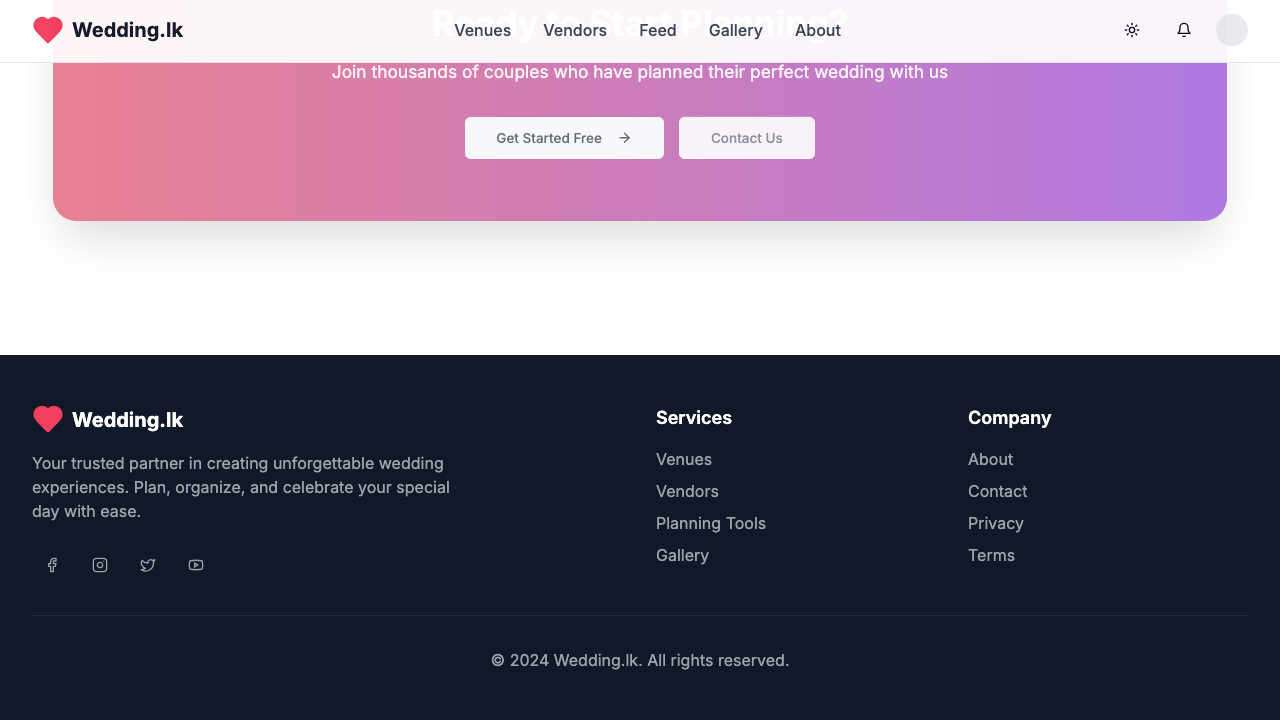 Wedding.lk
Venues
Vendors
Feed
Gallery
About
Ready to Start Planning?
Join thousands of couples who have planned their perfect wedding with us
Get Started Free
Contact Us
Wedding.lk
Your trusted partner in creating unforgettable wedding
experiences. Plan, organize, and celebrate your special
day with ease.
Services
Venues
Vendors
Planning Tools
Gallery
Company
About
Contact
Privacy
Terms
© 2024 Wedding.lk. All rights reserved.